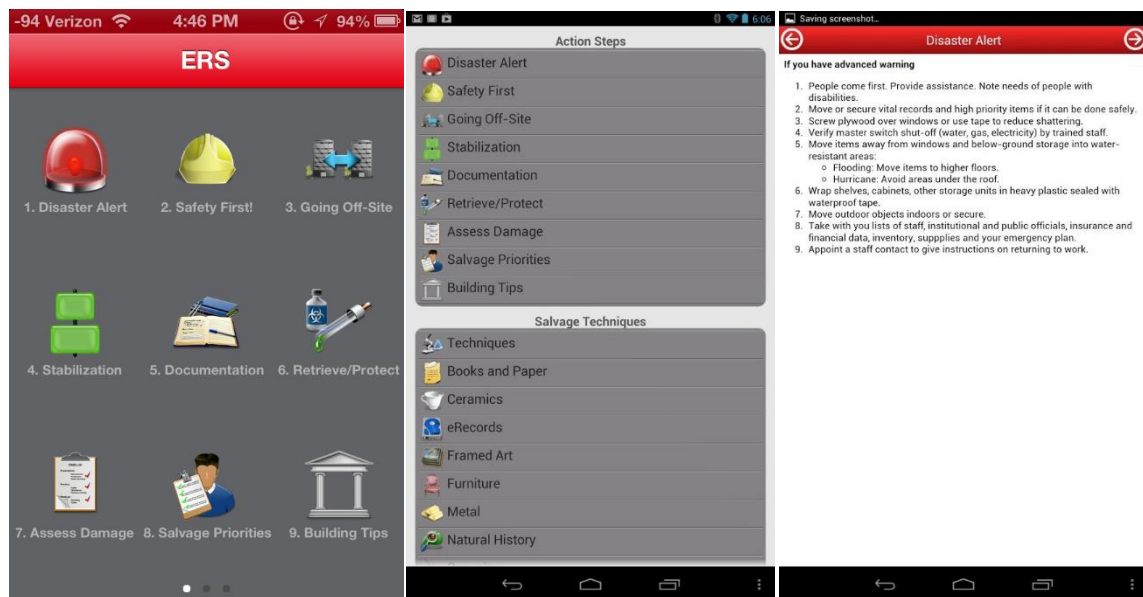 -94 Verizon 4:46 PM 94%
ERS
1. Disaster Alert 2. Safety First! 3. Going Off-Site
4. Stabilization 5. Documentation 6. Retrieve/Protect
7. Assess Damage 8. Salvage Priorities 9. Building Tips
6:06
Action Steps
Disaster Alert
Safety First
Going Off-Site
Stabilization
Documentation
Retrieve/Protect
Assess Damage
Salvage Priorities
Building Tips
Salvage Techniques
Techniques
Books and Paper
Ceramics
eRecords
Framed Art
Furniture
Metal
Natural History
Saving screenshot...
Disaster Alert
If you have advanced warning
1. People come first. Provide assistance. Note needs of people with
disabilities.
2. Move or secure vital records and high priority items if it can be done safely.
3. Screw plywood over windows or use tape to reduce shattering.
4. Verify master switch shut-off (water, gas, electricity) by trained staff.
5. Move items away from windows and below-ground storage into water-
resistant areas:
Flooding: Move items to higher floors.
Hurricane: Avoid areas under the roof.
6. Wrap shelves, cabinets, other storage units in heavy plastic sealed with
waterproof tape.
7. Move outdoor objects indoors or secure.
8. Take with you lists of staff, institutional and public officials, insurance and
financial data, inventory, suppplies and your emergency plan.
9. Appoint a staff contact to give instructions on returning to work.